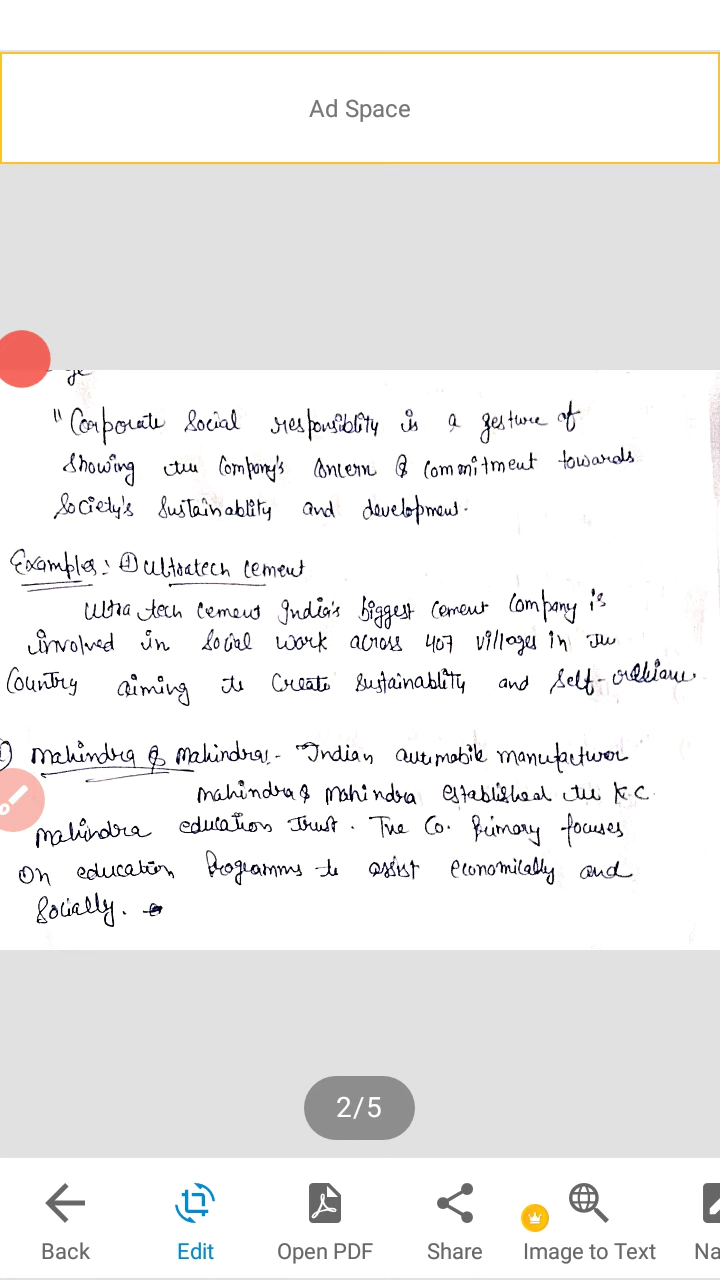 Ad Space
" Corporate Social responsiblity is a gesture of
Showing the Company's Concern & Commitment towards
Society's Sustainablity and development.
Examples: ① ultratech cement
Ultra tech cement India's biggest Cement Company is
involved in Social work across 407 villages in the
Country aiming to Create Sustainablity and Self-relliance.
Mahindra & Mahindra:- Indian automobile manufacturer
Mahindra & Mahindra established the K.C.
Mahindra education Trust. The Co. Primary focuses
On education Programms to assist economically and
Socially.
2/5
Back Edit Open PDF Share Image to Text Na